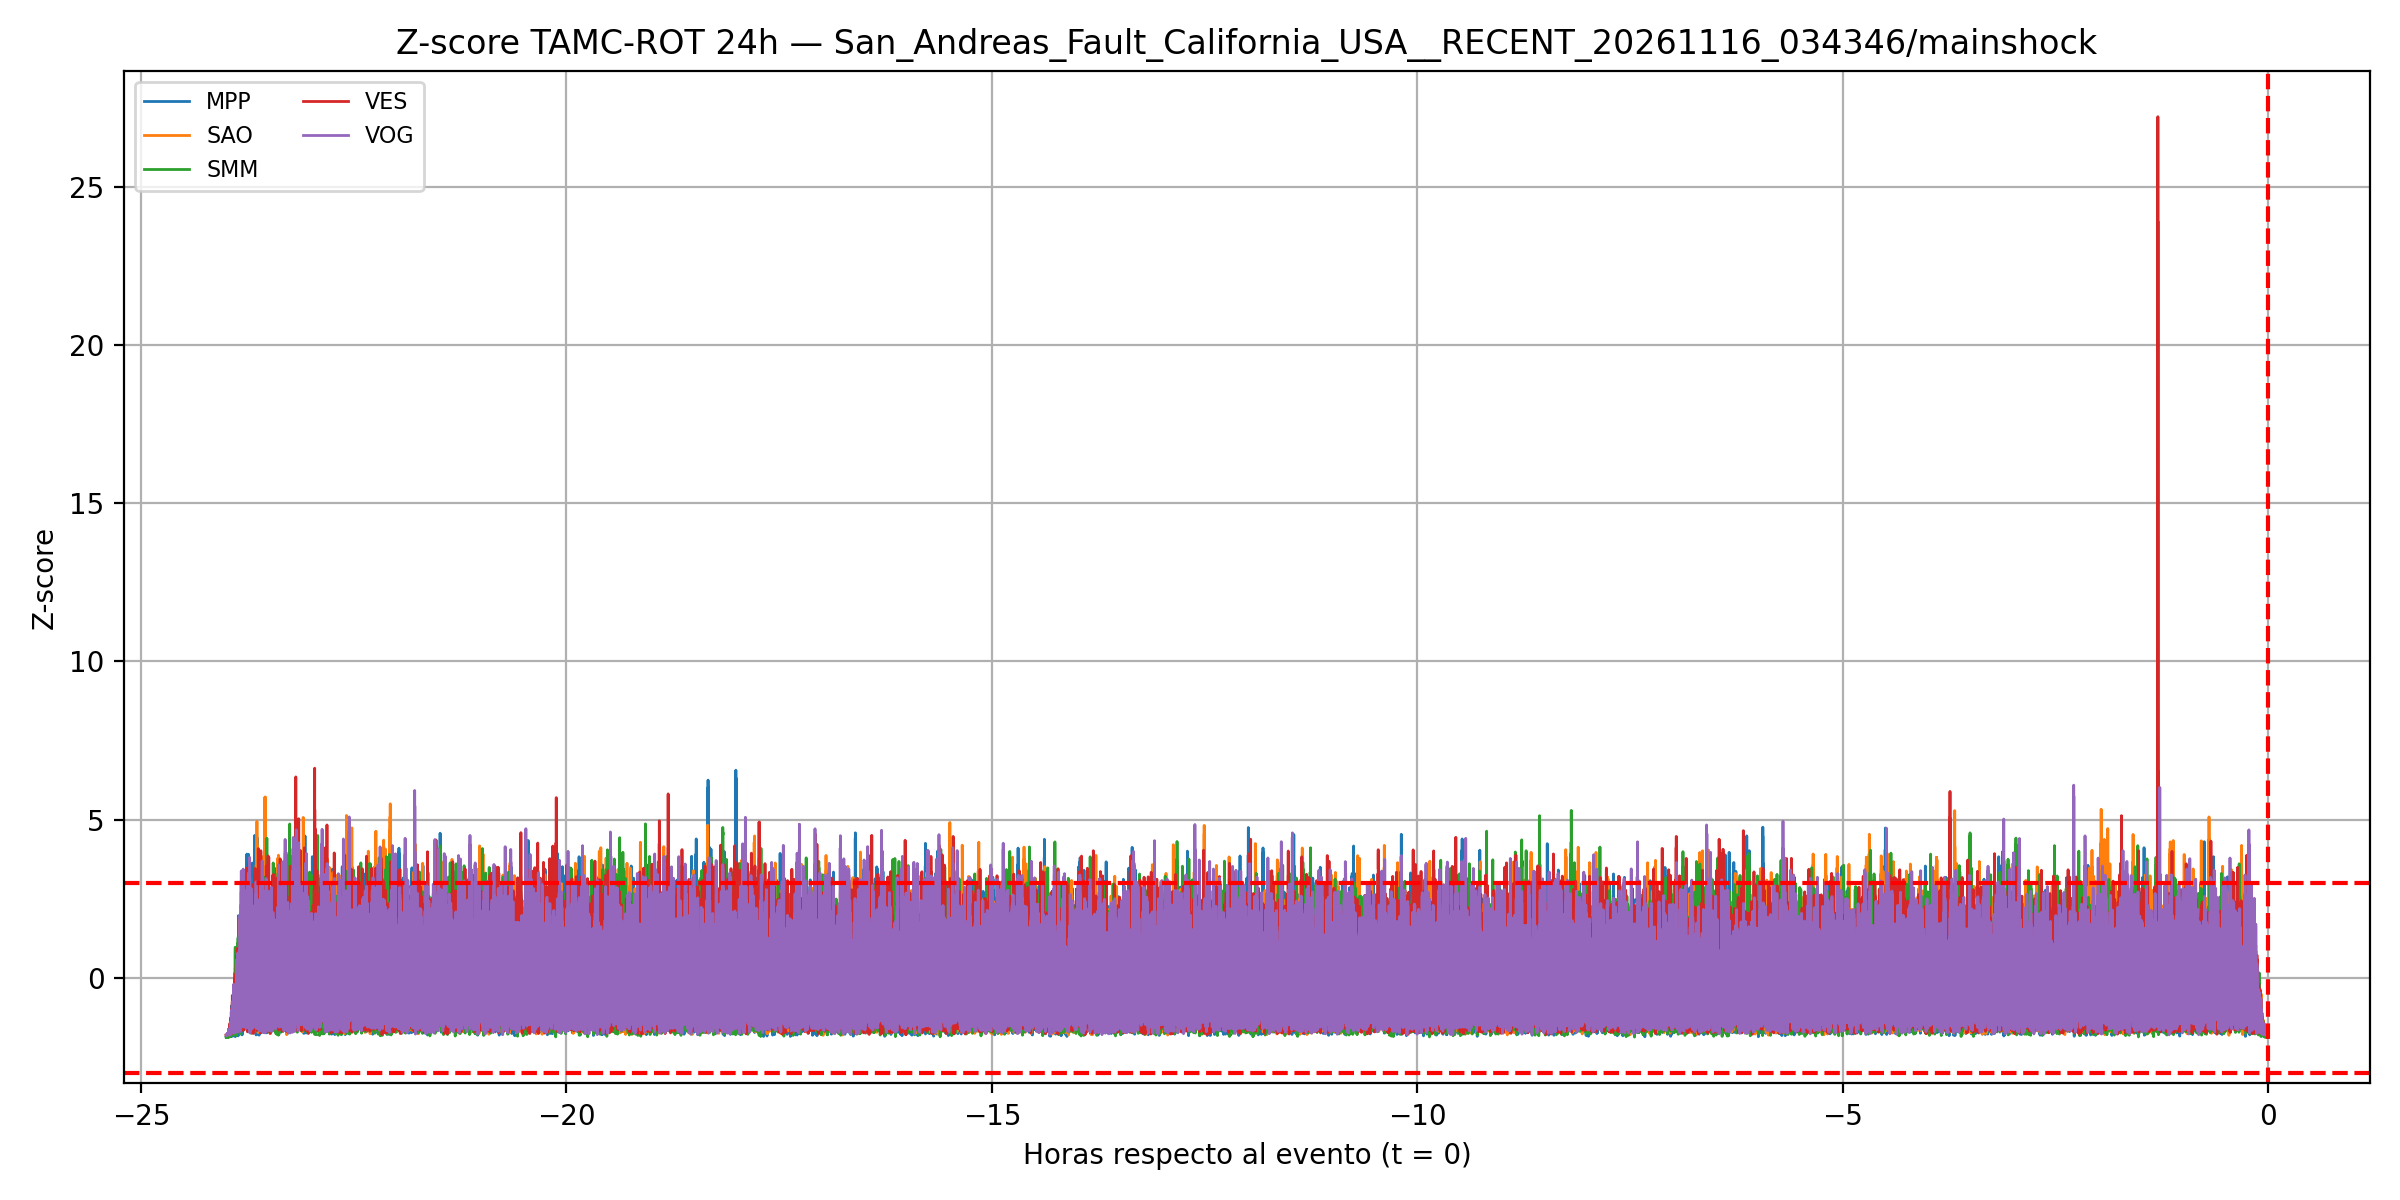 Z-score TAMC-ROT 24h — San_Andreas_Fault_California_USA__RECENT_20261116_034346/mainshock
MPP
SAO
SMM
VES
VOG
Z-score
25
20
15
10
5
0
−25
−20
−15
−10
−5
0
Horas respecto al evento (t = 0)